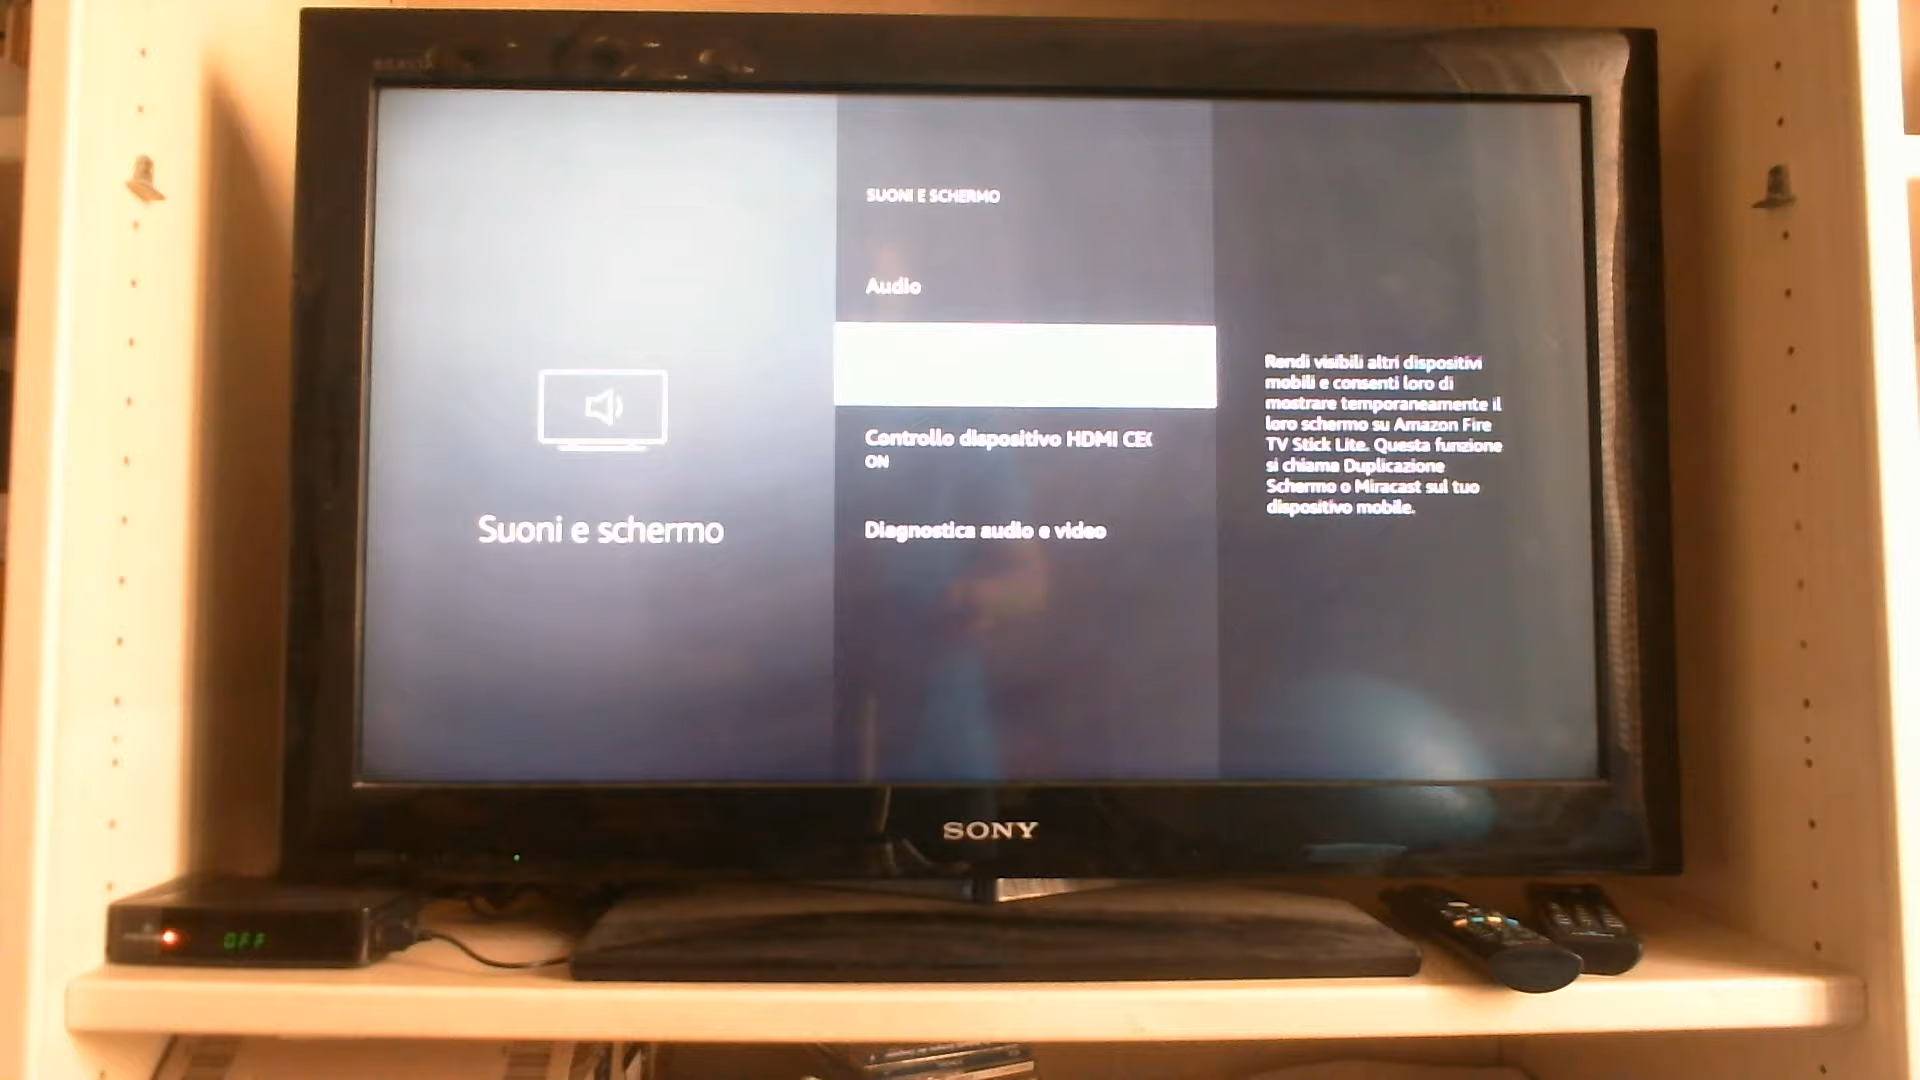 BRAVIA
SUONI E SCHERMO
Audio
Controllo dispositivo HDMI CEC
ON
Diagnostica audio e video
Suoni e schermo
Rendi visibili altri dispositivi
mobili e consenti loro di
mostrare temporaneamente il
loro schermo su Amazon Fire
TV Stick Lite. Questa funzione
si chiama Duplicazione
Schermo o Miracast sul tuo
dispositivo mobile.
SONY
OFF